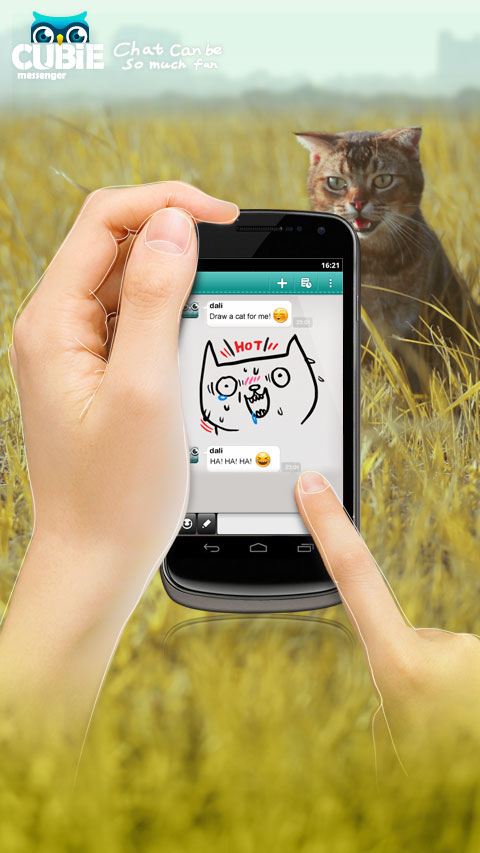 CUBiE
messenger
Chat Can be
So much fun
16:21
dali
Draw a cat for me!
HOT
dali
HA! HA! HA!